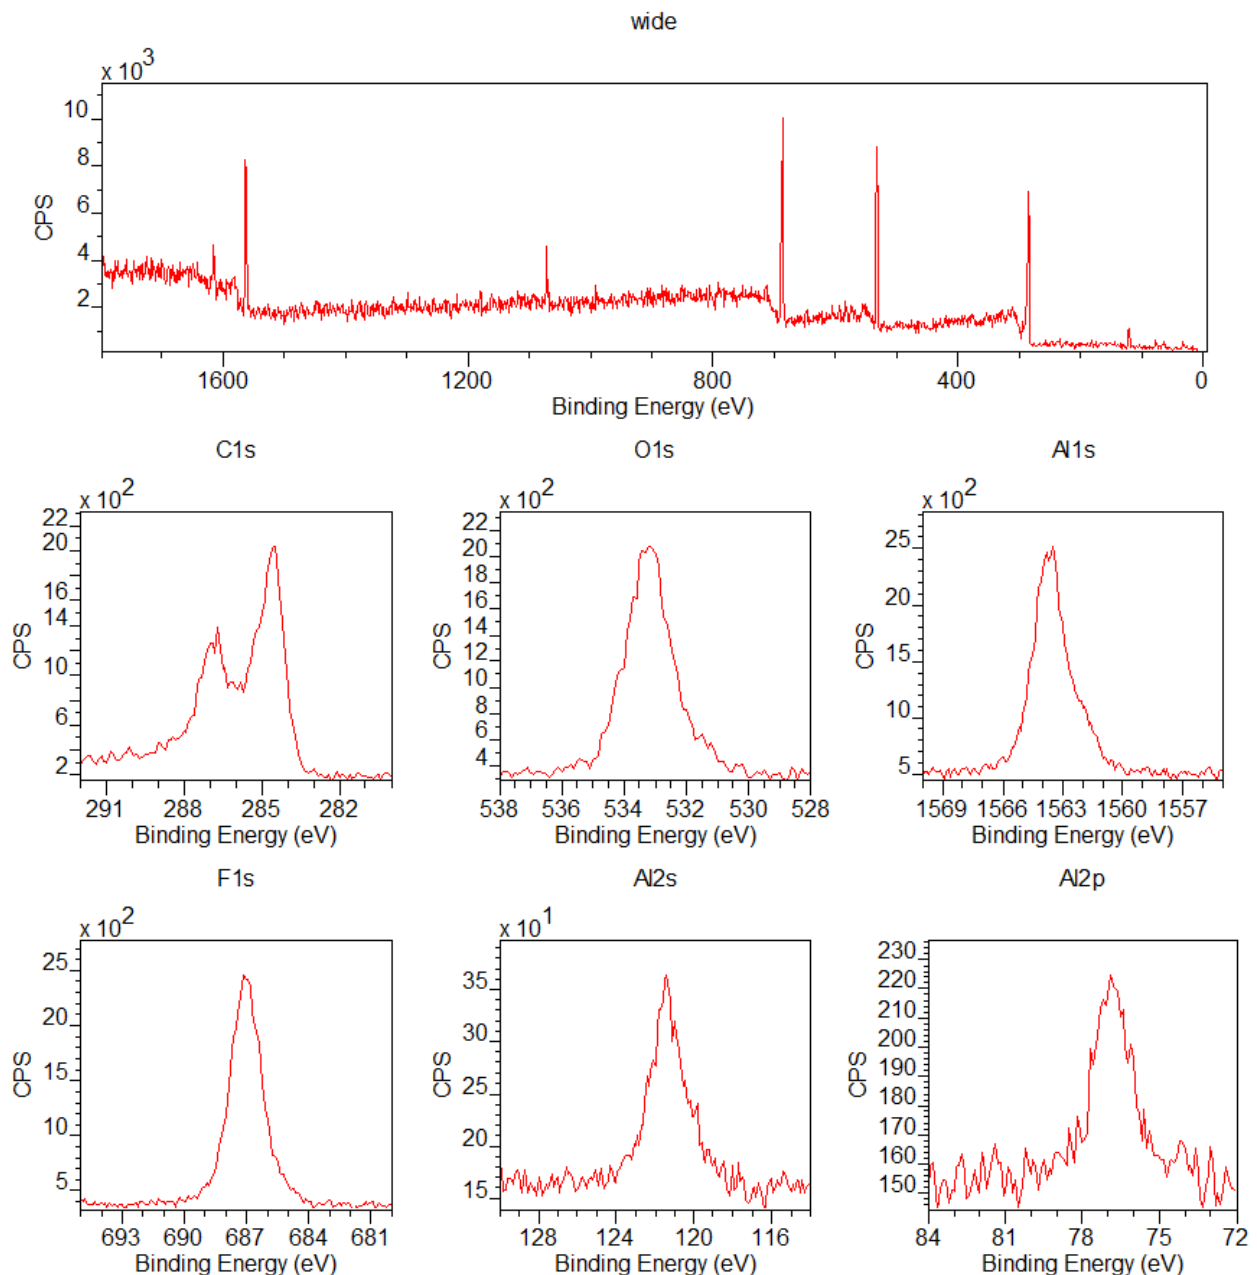 wide
x 10³
CPS
10
8
6
4
2
1600 1200 800 400 0
Binding Energy (eV)
C1s
x 10²
CPS
22
20
16
14
10
6
2
291 288 285 282
Binding Energy (eV)
O1s
x 10²
CPS
22
20
16
14
12
10
8
6
4
538 536 534 532 530 528
Binding Energy (eV)
Al1s
x 10²
CPS
25
20
15
10
5
1569 1566 1563 1560 1557
Binding Energy (eV)
F1s
x 10²
CPS
25
20
15
10
5
693 690 687 684 681
Binding Energy (eV)
Al2s
x 10¹
CPS
35
30
25
20
15
128 124 120 116
Binding Energy (eV)
Al2p
CPS
230
220
210
200
190
180
170
160
150
84 81 78 75 72
Binding Energy (eV)